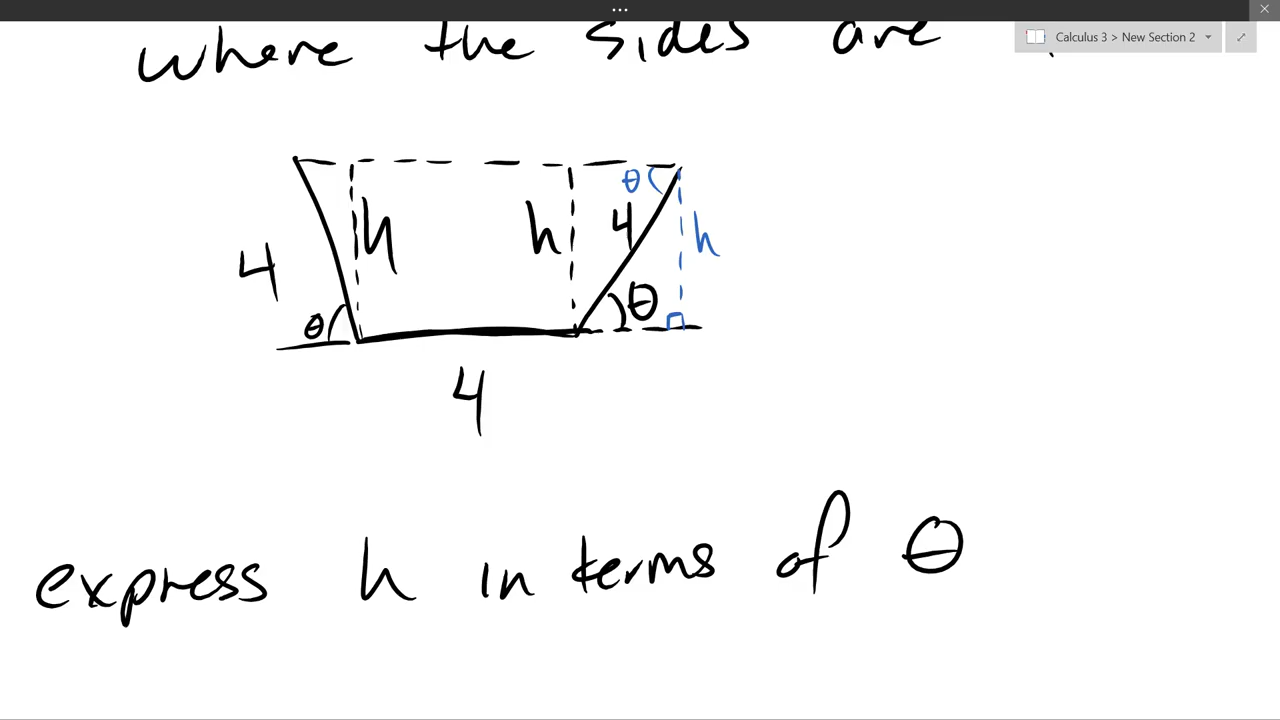 ...
Calculus 3 > New Section 2
where the sides are
θ
h h 4 h
4
θ θ
4
express h in terms of θ